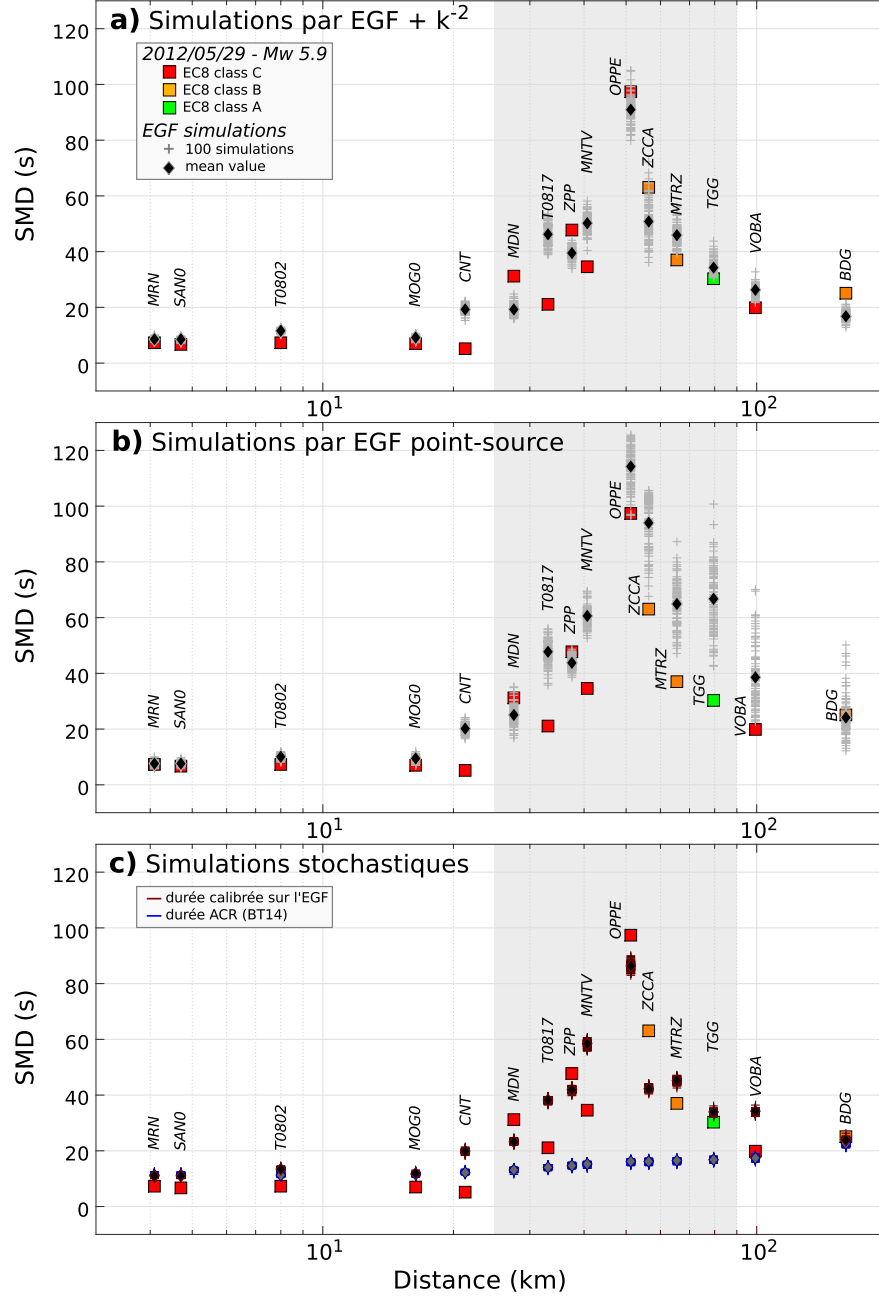 a) Simulations par EGF + k-2
2012/05/29 - Mw 5.9
EC8 class C
EC8 class B
EC8 class A
EGF simulations
100 simulations
mean value
SMD (s)
120
100
80
60
40
20
0
MRN
SAN0
T0802
MOG0
CNT
MDN
T0817
ZPP
MNTV
OPPE
ZCCA
MTRZ
TGG
VOBA
BDG
10¹
10²
b) Simulations par EGF point-source
SMD (s)
120
100
80
60
40
20
0
MRN
SAN0
T0802
MOG0
CNT
MDN
T0817
ZPP
MNTV
OPPE
ZCCA
MTRZ
TGG
VOBA
BDG
10¹
10²
c) Simulations stochastiques
durée calibrée sur l'EGF
durée ACR (BT14)
SMD (s)
120
100
80
60
40
20
0
MRN
SAN0
T0802
MOG0
CNT
MDN
T0817
ZPP
MNTV
OPPE
ZCCA
MTRZ
TGG
VOBA
BDG
10¹
10²
Distance (km)